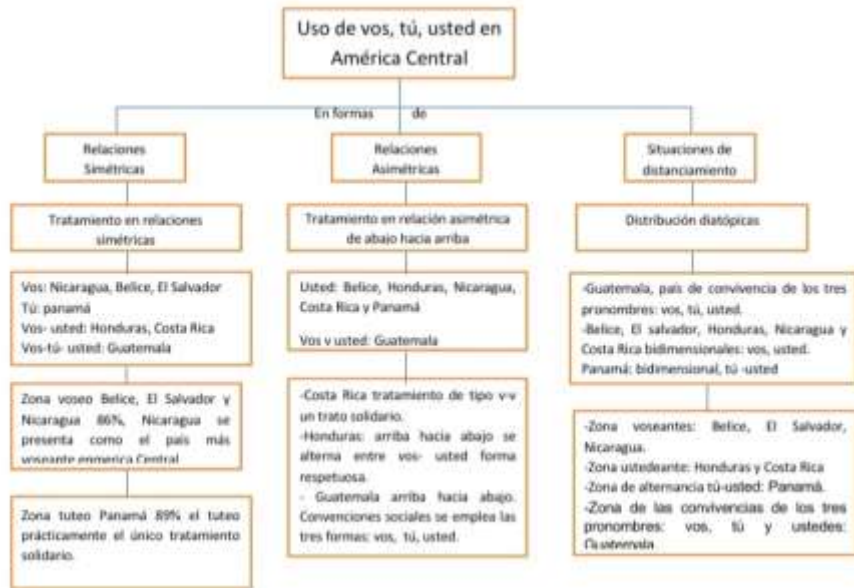 Uso de vos, tú, usted en
América Central
En formas de
Relaciones
Simétricas
Tratamiento en relaciones
simétricas
Vos: Nicaragua, Belice, El Salvador
Tú: panamá
Vos- usted: Honduras, Costa Rica
Vos-tú- usted: Guatemala
Zona voseo Belice, El Salvador y
Nicaragua 86%, Nicaragua se
presenta como el país más
voseante enmerica Central
Zona tuteo Panamá 89% el tuteo
prácticamente el único tratamiento
solidario.
Relaciones
Asimétricas
Tratamiento en relación asimétrica
de abajo hacia arriba
Usted: Belice, Honduras, Nicaragua,
Costa Rica y Panamá
Vos v usted: Guatemala
-Costa Rica tratamiento de tipo v-v
un trato solidario.
-Honduras: arriba hacia abajo se
alterna entre vos- usted forma
respetuosa.
- Guatemala arriba hacia abajo.
Convenciones sociales se emplea las
tres formas: vos, tú, usted.
Situaciones de
distanciamiento
Distribución diatópicas
-Guatemala, país de convivencia de los tres
pronombres: vos, tú, usted.
-Belice, El salvador, Honduras, Nicaragua y
Costa Rica bidimensionales: vos, usted.
Panamá: bidimensional, tú -usted
-Zona voseantes: Belice, El Salvador,
Nicaragua.
-Zona ustedeante: Honduras y Costa Rica
-Zona de alternancia tú-usted: Panamá.
-Zona de las convivencias de los tres
pronombres: vos, tú y ustedes:
Guatemala